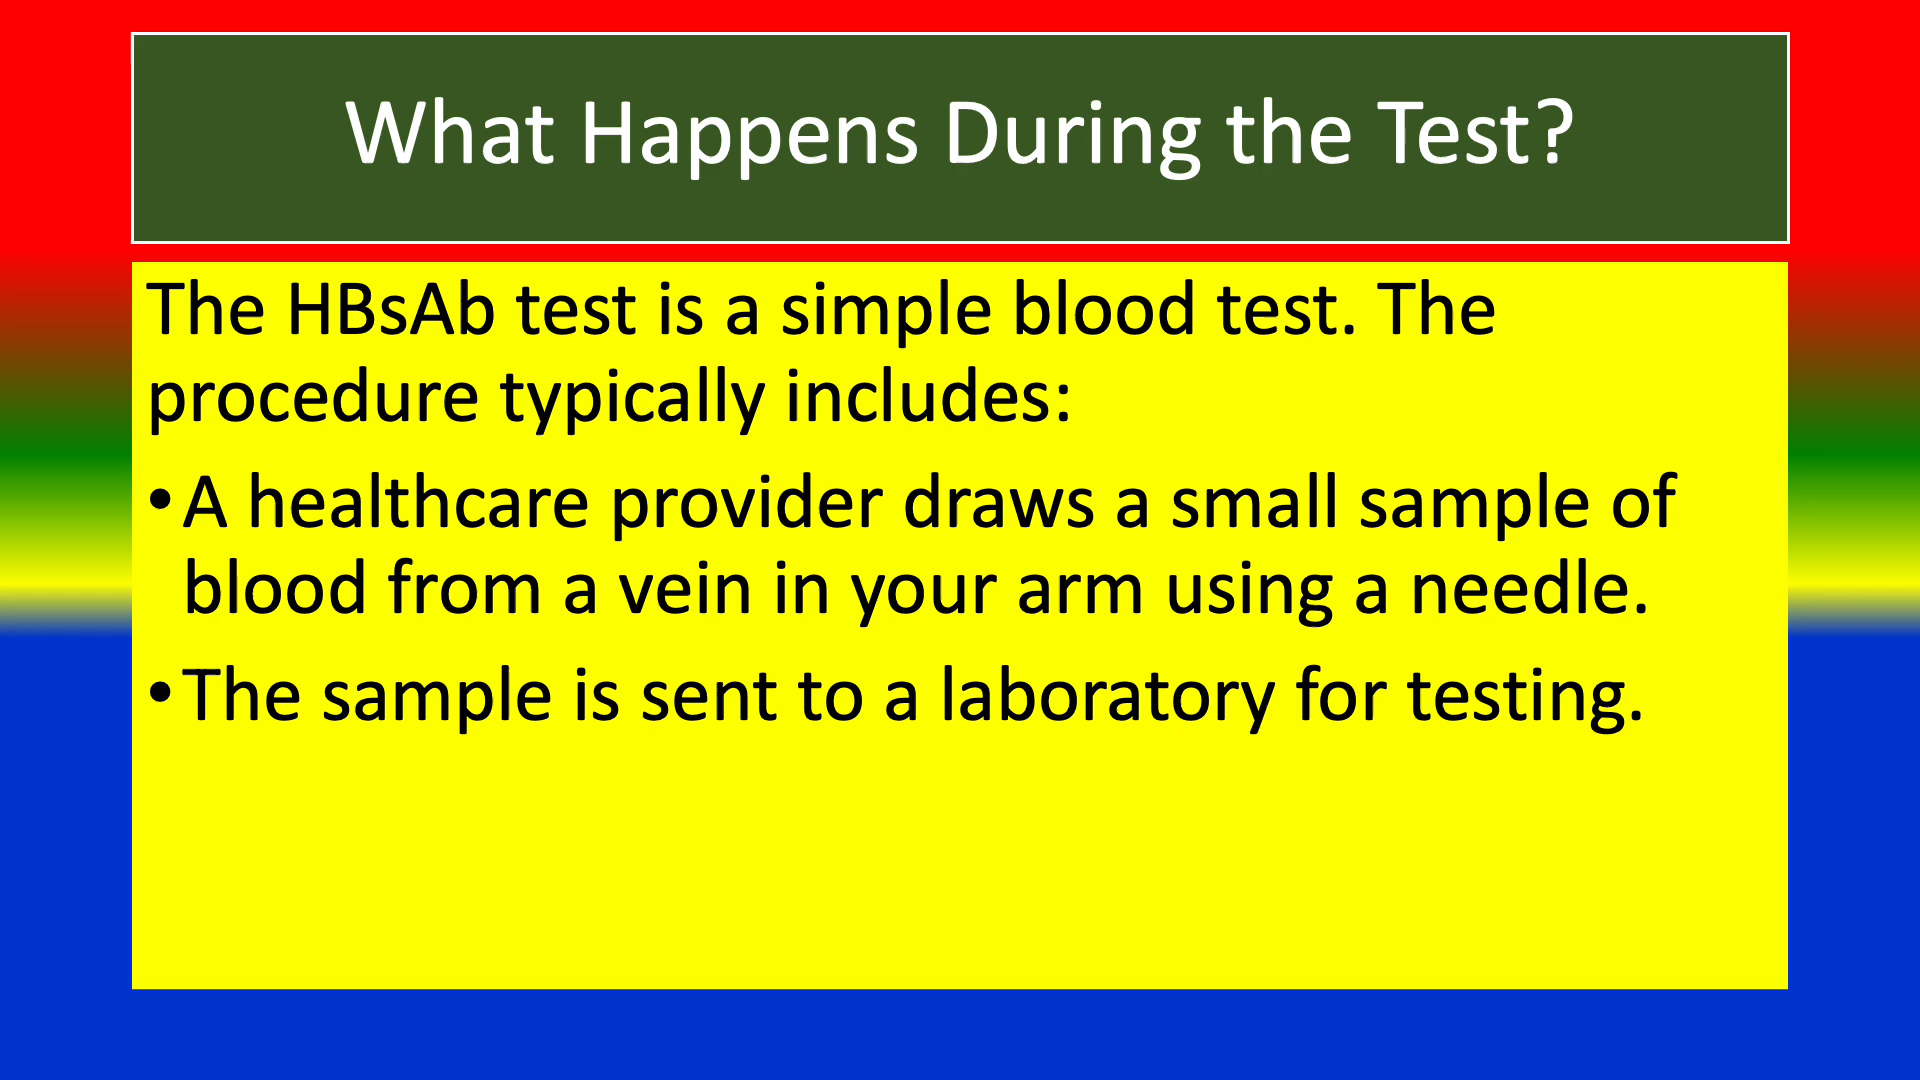 What Happens During the Test?
The HBsAb test is a simple blood test. The
procedure typically includes:
•A healthcare provider draws a small sample of
blood from a vein in your arm using a needle.
•The sample is sent to a laboratory for testing.